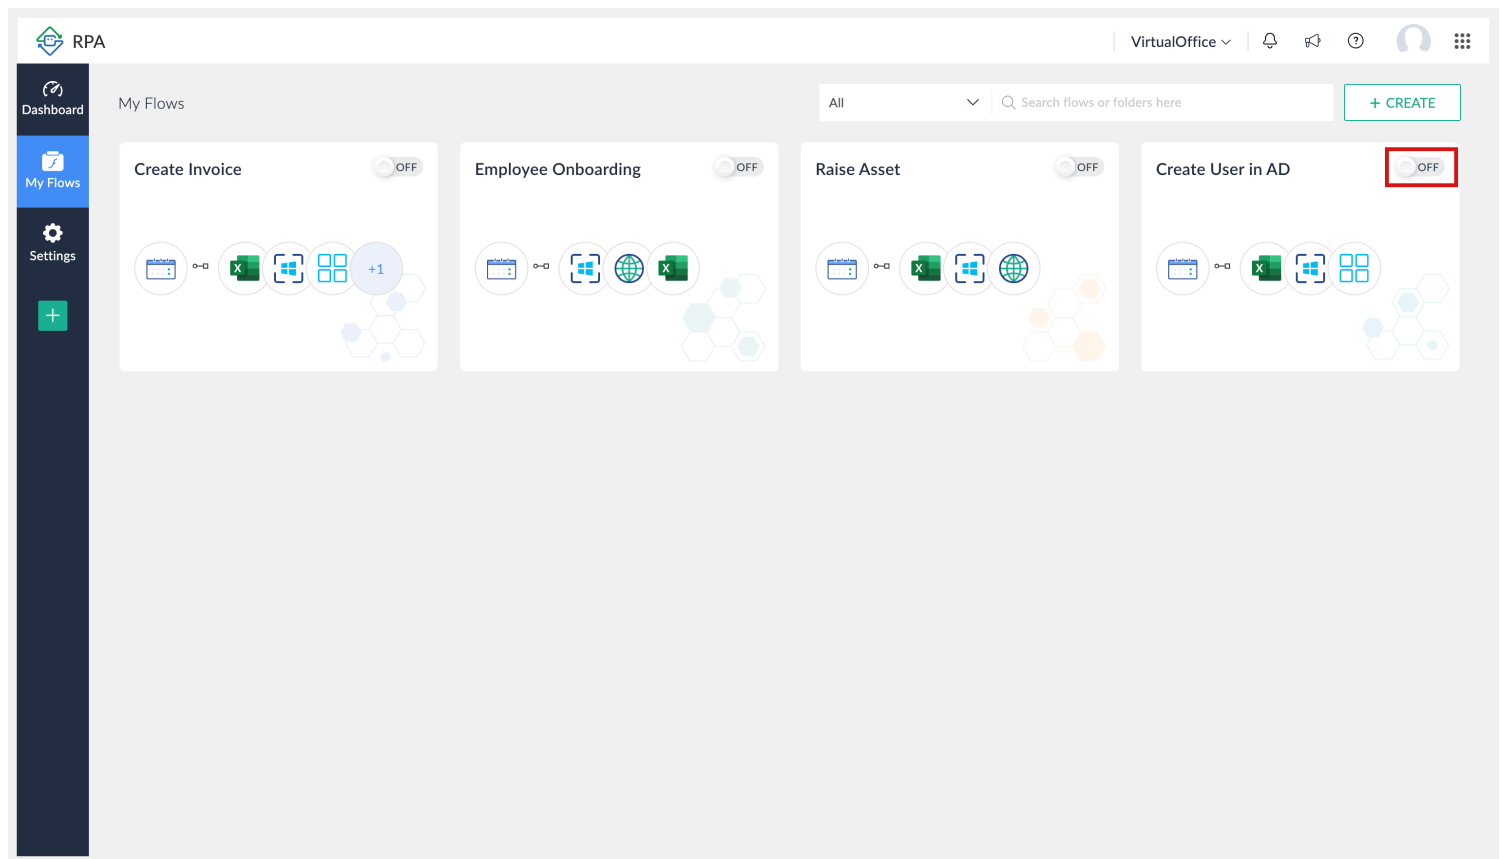 RPA
VirtualOffice
Dashboard
My Flows
Settings
My Flows
All
Search flows or folders here
+ CREATE
Create Invoice
OFF
+1
Employee Onboarding
OFF
Raise Asset
OFF
Create User in AD
OFF